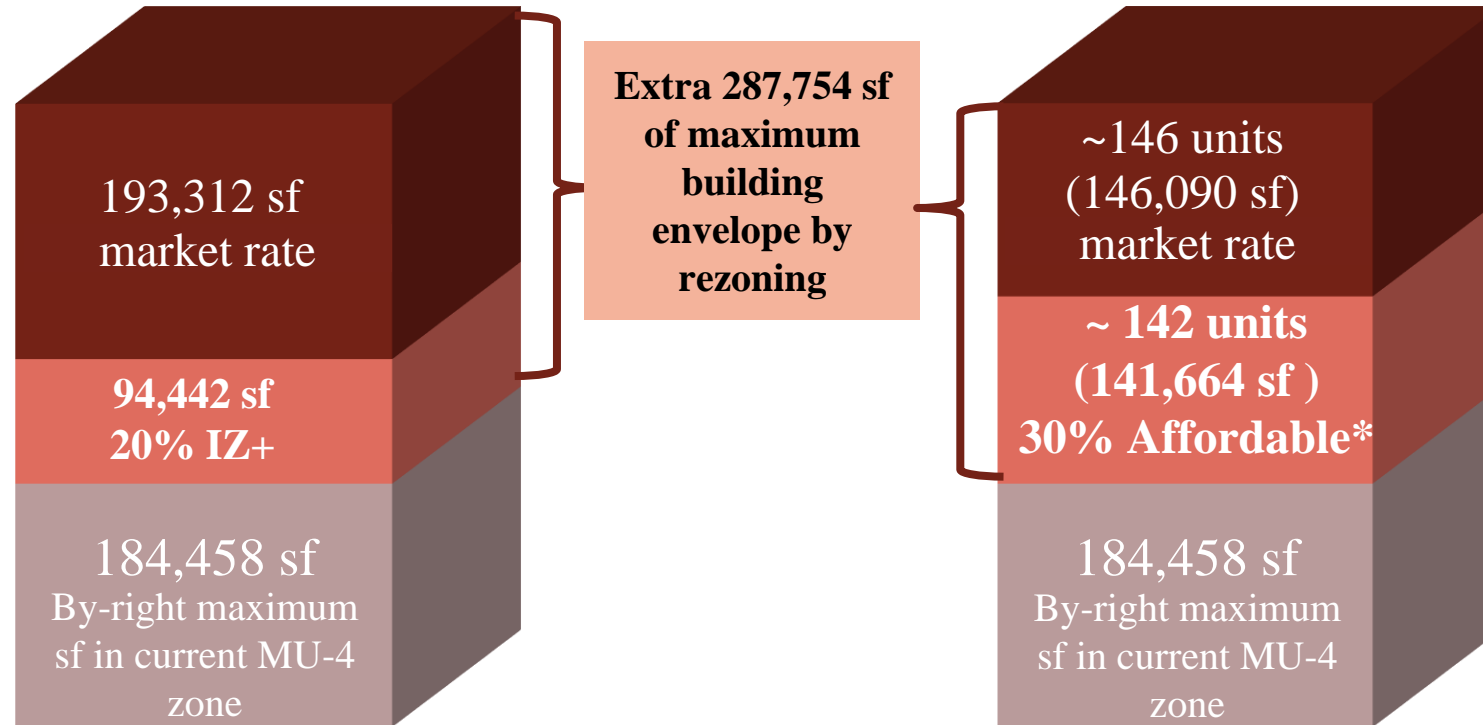 193,312 sf
market rate
94,442 sf
20% IZ+
184,458 sf
By-right maximum
sf in current MU-4
zone
Extra 287,754 sf
of maximum
building
envelope by
rezoning
~146 units
(146,090 sf)
market rate
~ 142 units
(141,664 sf )
30% Affordable*
184,458 sf
By-right maximum
sf in current MU-4
zone